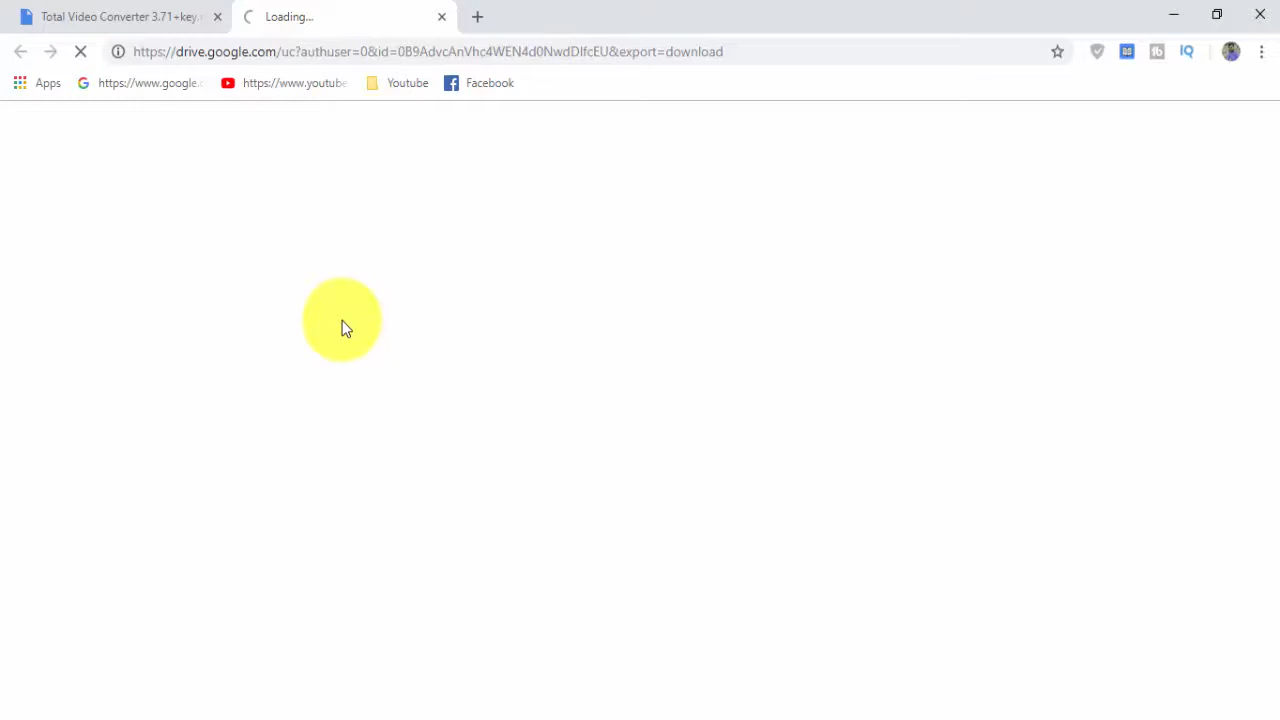 Total Video Converter 3.71+key.
Loading...
https://drive.google.com/uc?authuser=0&id=0B9AdvcAnVhc4WEN4d0NwdDlfcEU&export=download
Apps
https://www.google.c
https://www.youtube
Youtube
Facebook